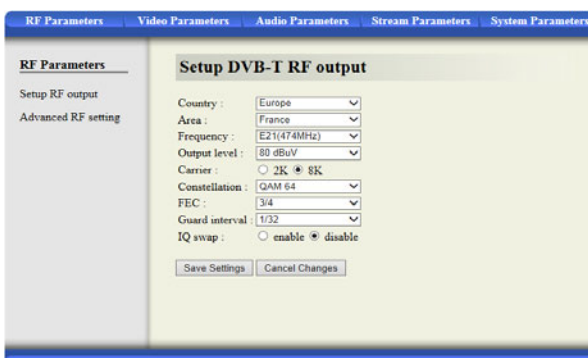 RF Parameters Video Parameters Audio Parameters Stream Parameters System Parameters
RF Parameters
Setup RF output
Advanced RF setting
Setup DVB-T RF output
Country : Europe
Area : France
Frequency : E21(474MHz)
Output level : 80 dBuV
Carrier : 2K 8K
Constellation : QAM 64
FEC : 3/4
Guard interval : 1/32
IQ swap : enable disable
Save Settings Cancel Changes